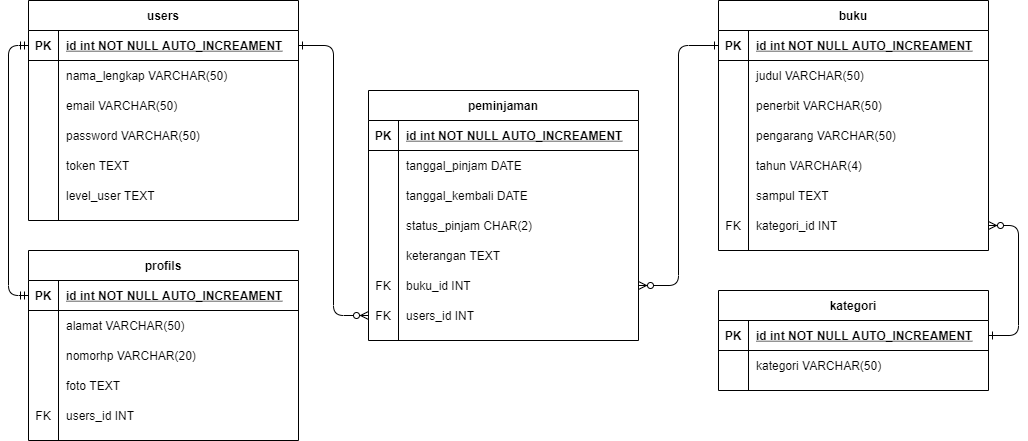 users
PK id int NOT NULL AUTO_INCREAMENT
nama_lengkap VARCHAR(50)
email VARCHAR(50)
password VARCHAR(50)
token TEXT
level_user TEXT
profils
PK id int NOT NULL AUTO_INCREAMENT
alamat VARCHAR(50)
nomorhp VARCHAR(20)
foto TEXT
FK users_id INT
peminjaman
PK id int NOT NULL AUTO_INCREAMENT
tanggal_pinjam DATE
tanggal_kembali DATE
status_pinjam CHAR(2)
keterangan TEXT
FK buku_id INT
FK users_id INT
buku
PK id int NOT NULL AUTO_INCREAMENT
judul VARCHAR(50)
penerbit VARCHAR(50)
pengarang VARCHAR(50)
tahun VARCHAR(4)
sampul TEXT
FK kategori_id INT
kategori
PK id int NOT NULL AUTO_INCREAMENT
kategori VARCHAR(50)